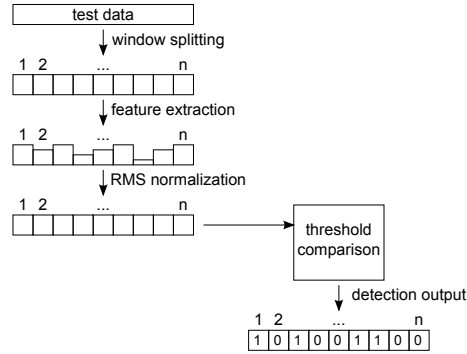 test data
window splitting
1 2 ... n
feature extraction
1 2 ... n
RMS normalization
1 2 ... n
threshold
comparison
detection output
1 2 ... n
1 0 1 0 0 1 1 0 0